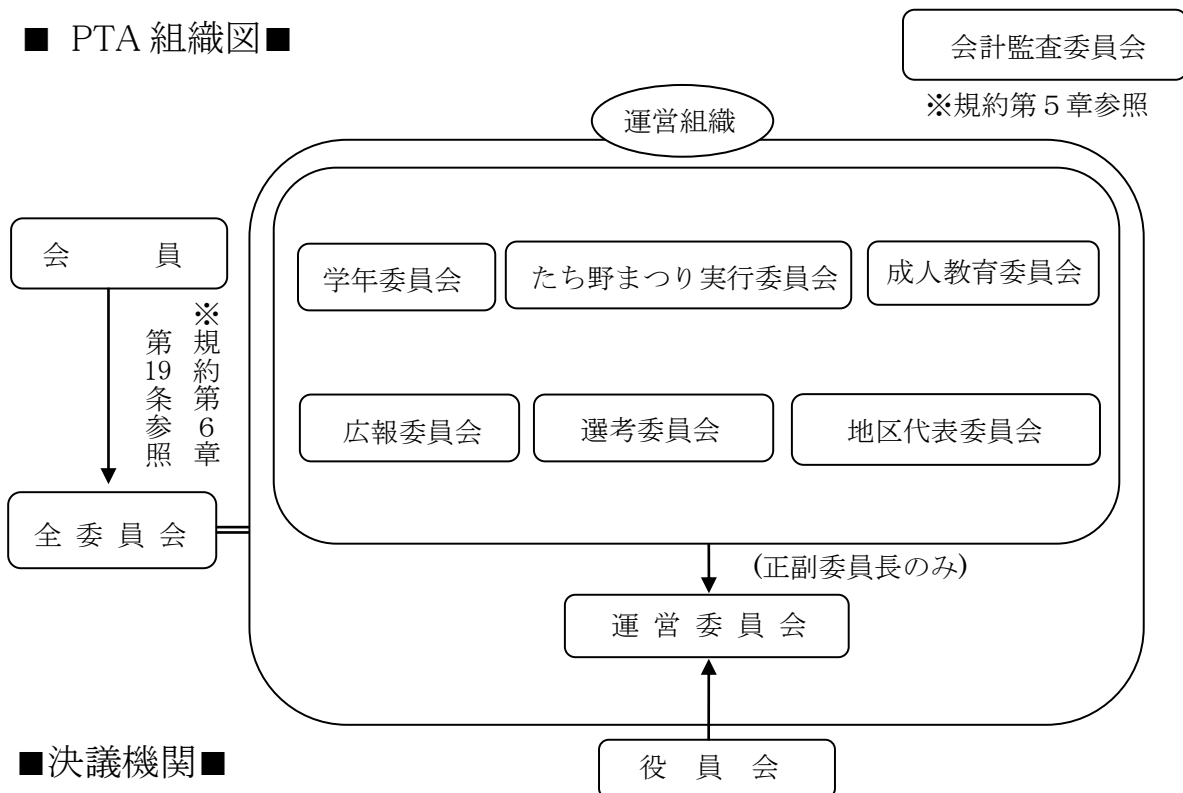 ■ PTA 組織図■
会計監査委員会
※規約第5章参照
運営組織
会　員
※規約第6章
第19条参照
学年委員会
たち野まつり実行委員会
成人教育委員会
広報委員会
選考委員会
地区代表委員会
全 委 員 会
(正副委員長のみ)
運 営 委 員 会
役 員 会
■決議機関■